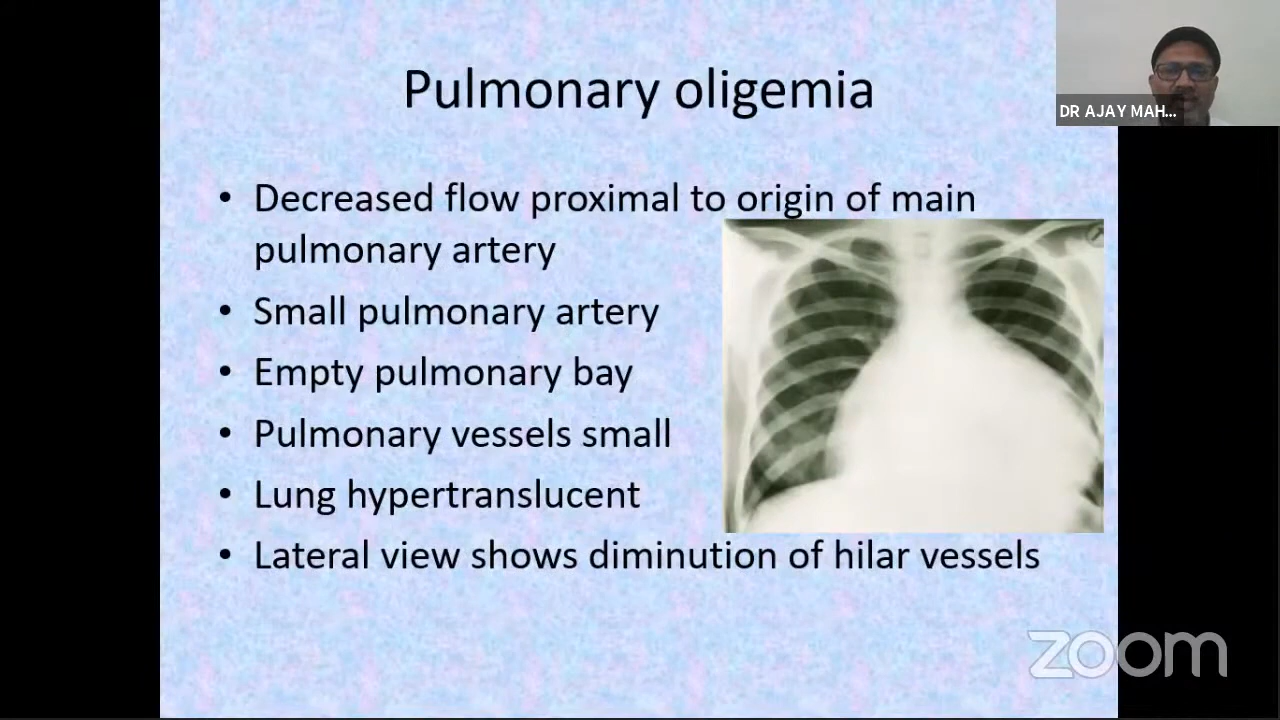 Pulmonary oligemia
DR AJAY MAH...
• Decreased flow proximal to origin of main
pulmonary artery
• Small pulmonary artery
• Empty pulmonary bay
• Pulmonary vessels small
• Lung hypertranslucent
• Lateral view shows diminution of hilar vessels
zoom